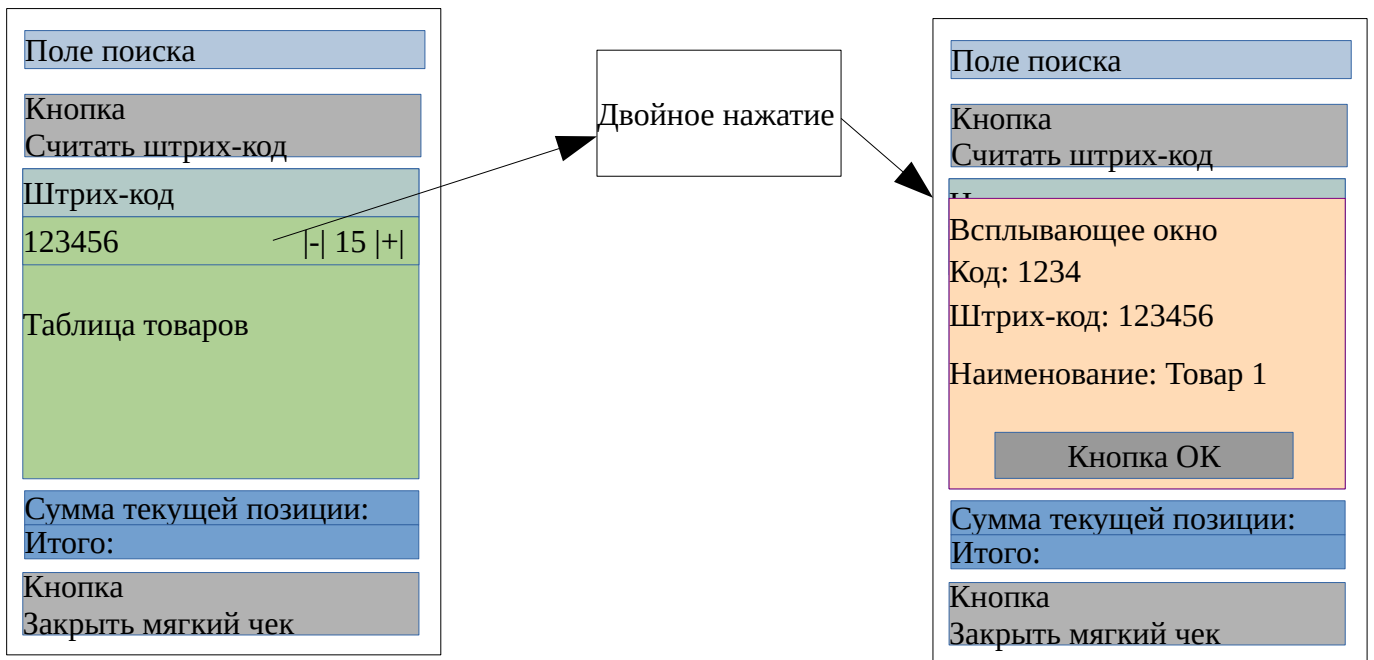 Поле поиска
Кнопка
Считать штрих-код
Штрих-код
123456 |-| 15 |+|
Таблица товаров
Сумма текущей позиции:
Итого:
Кнопка
Закрыть мягкий чек
Двойное нажатие
Поле поиска
Кнопка
Считать штрих-код
Всплывающее окно
Код: 1234
Штрих-код: 123456
Наименование: Товар 1
Кнопка ОК
Сумма текущей позиции:
Итого:
Кнопка
Закрыть мягкий чек